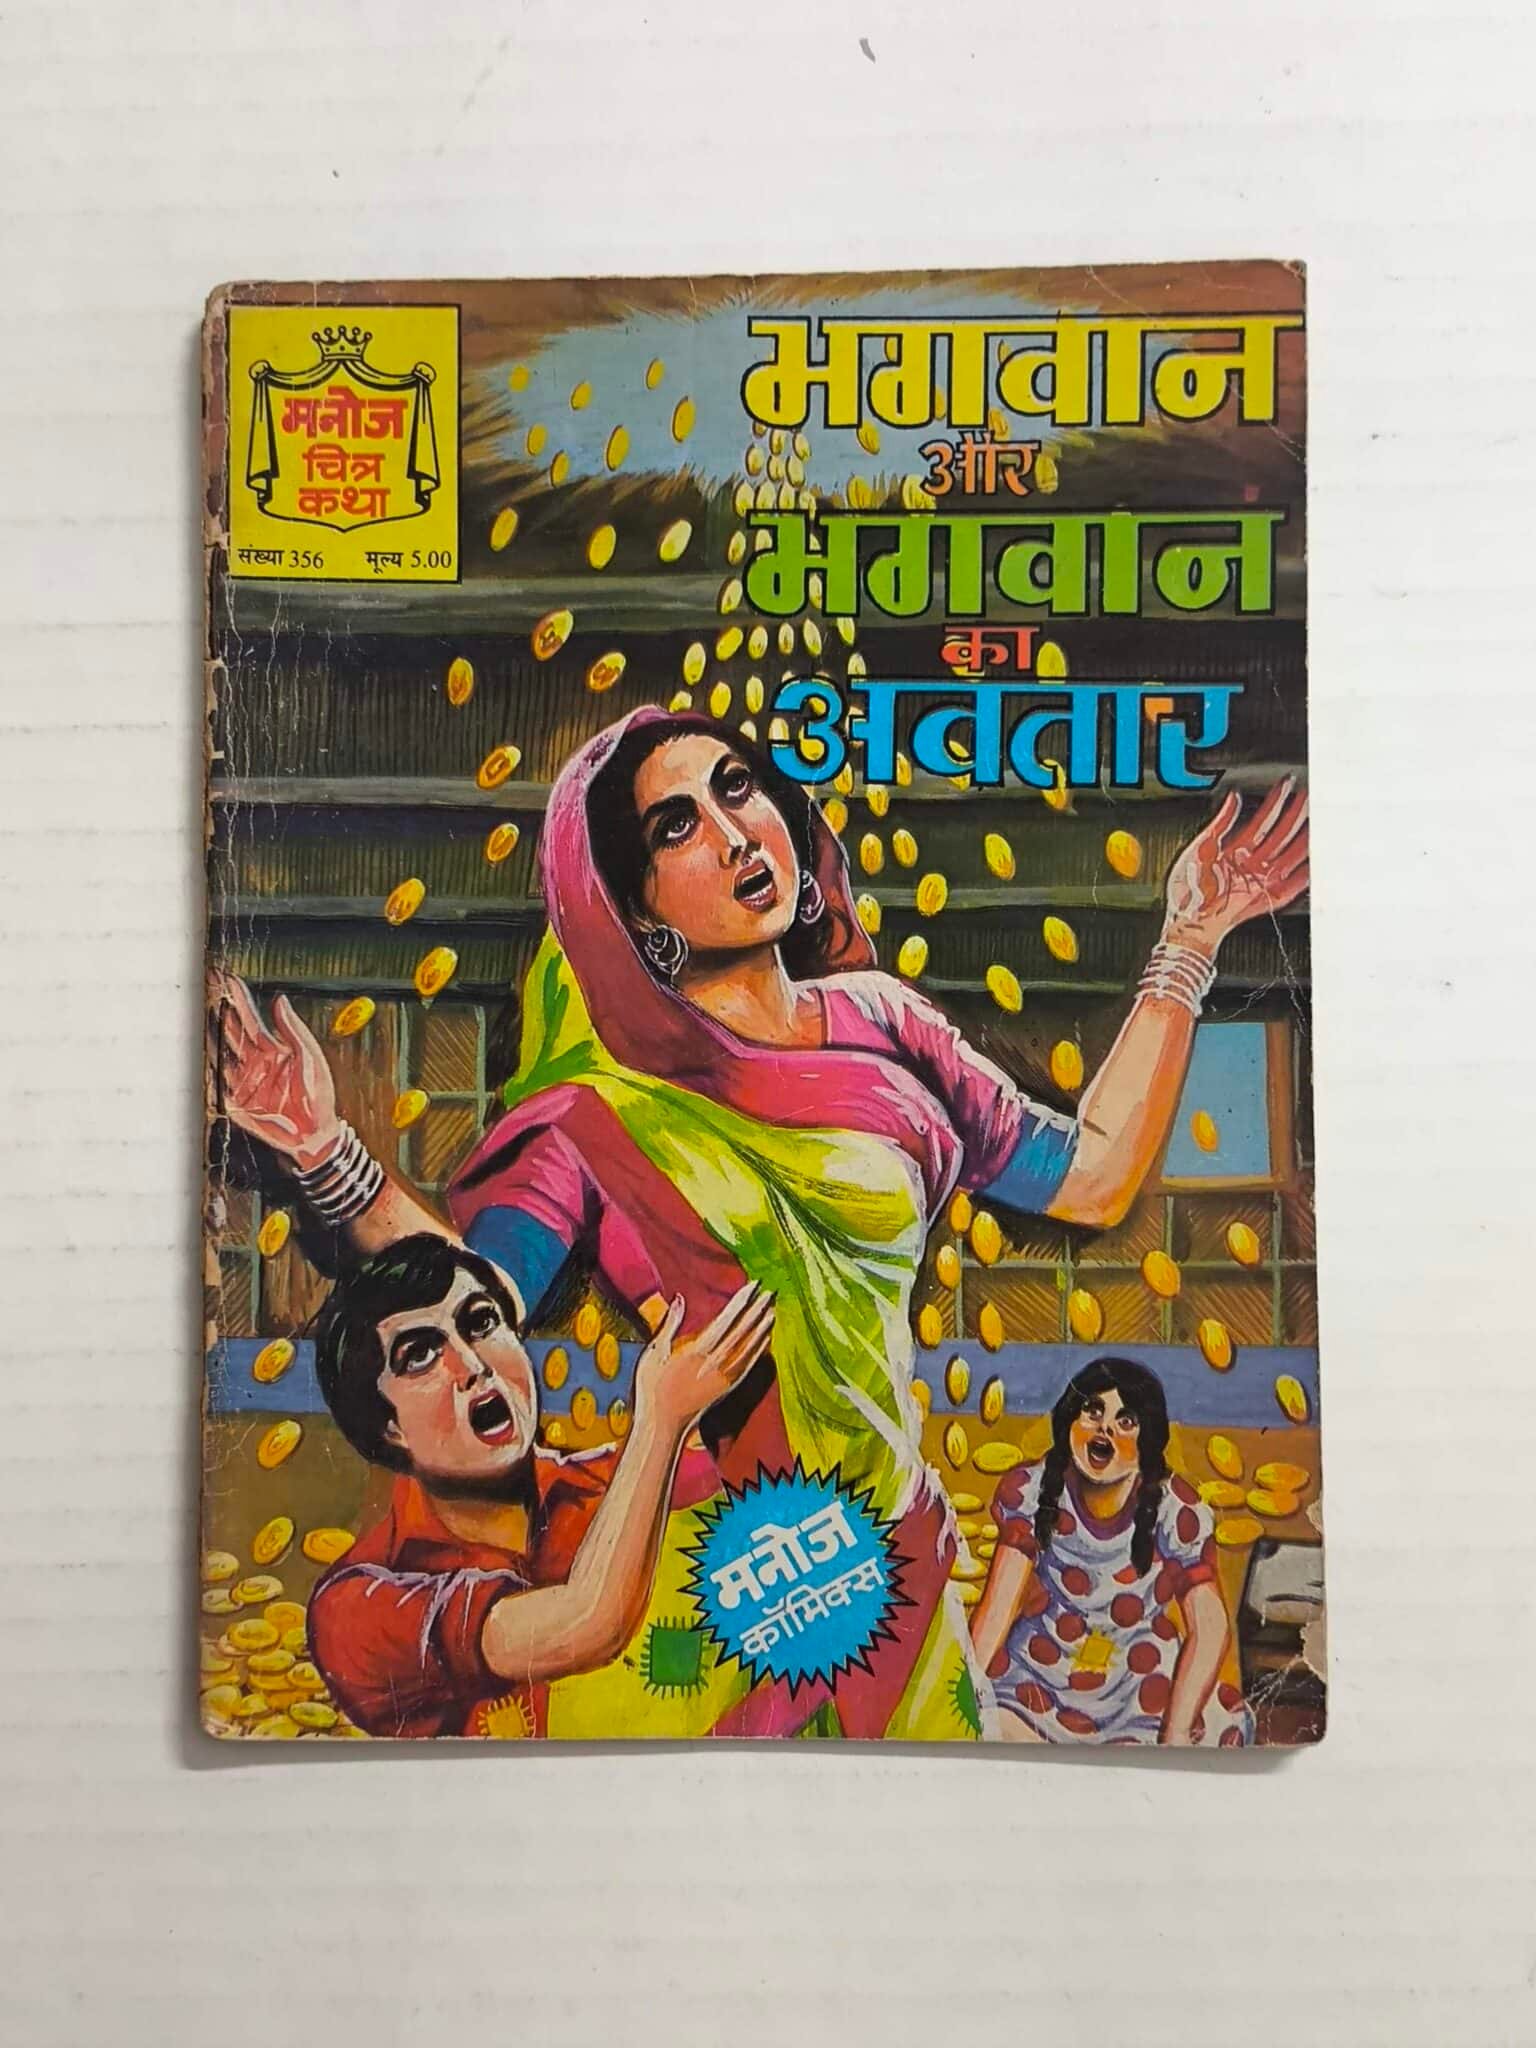 मनोज
चित्र
कथा
संख्या 356 मूल्य 5.00
भगवान
और
भगवान
का
अवतार
मनोज
कॉमिक्स